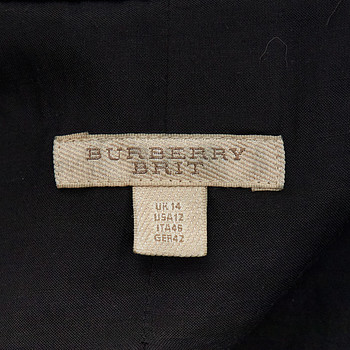 BURBERRY
BRIT
UK 14
USA 12
ITA 46
GER 42